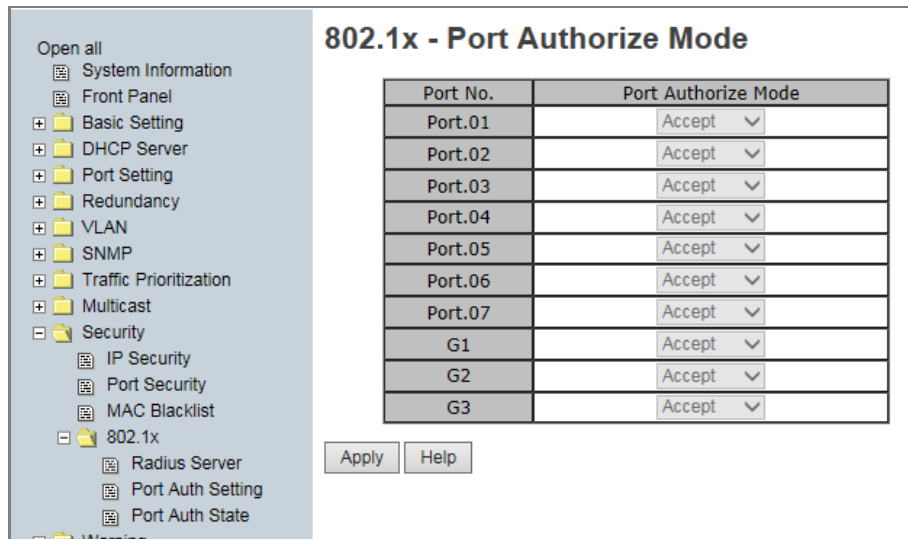 Open all
System Information
Front Panel
Basic Setting
DHCP Server
Port Setting
Redundancy
VLAN
SNMP
Traffic Prioritization
Multicast
Security
IP Security
Port Security
MAC Blacklist
802.1x
Radius Server
Port Auth Setting
Port Auth State
Warning
802.1x - Port Authorize Mode
Port No. Port Authorize Mode
Port.01 Accept
Port.02 Accept
Port.03 Accept
Port.04 Accept
Port.05 Accept
Port.06 Accept
Port.07 Accept
G1 Accept
G2 Accept
G3 Accept
Apply Help